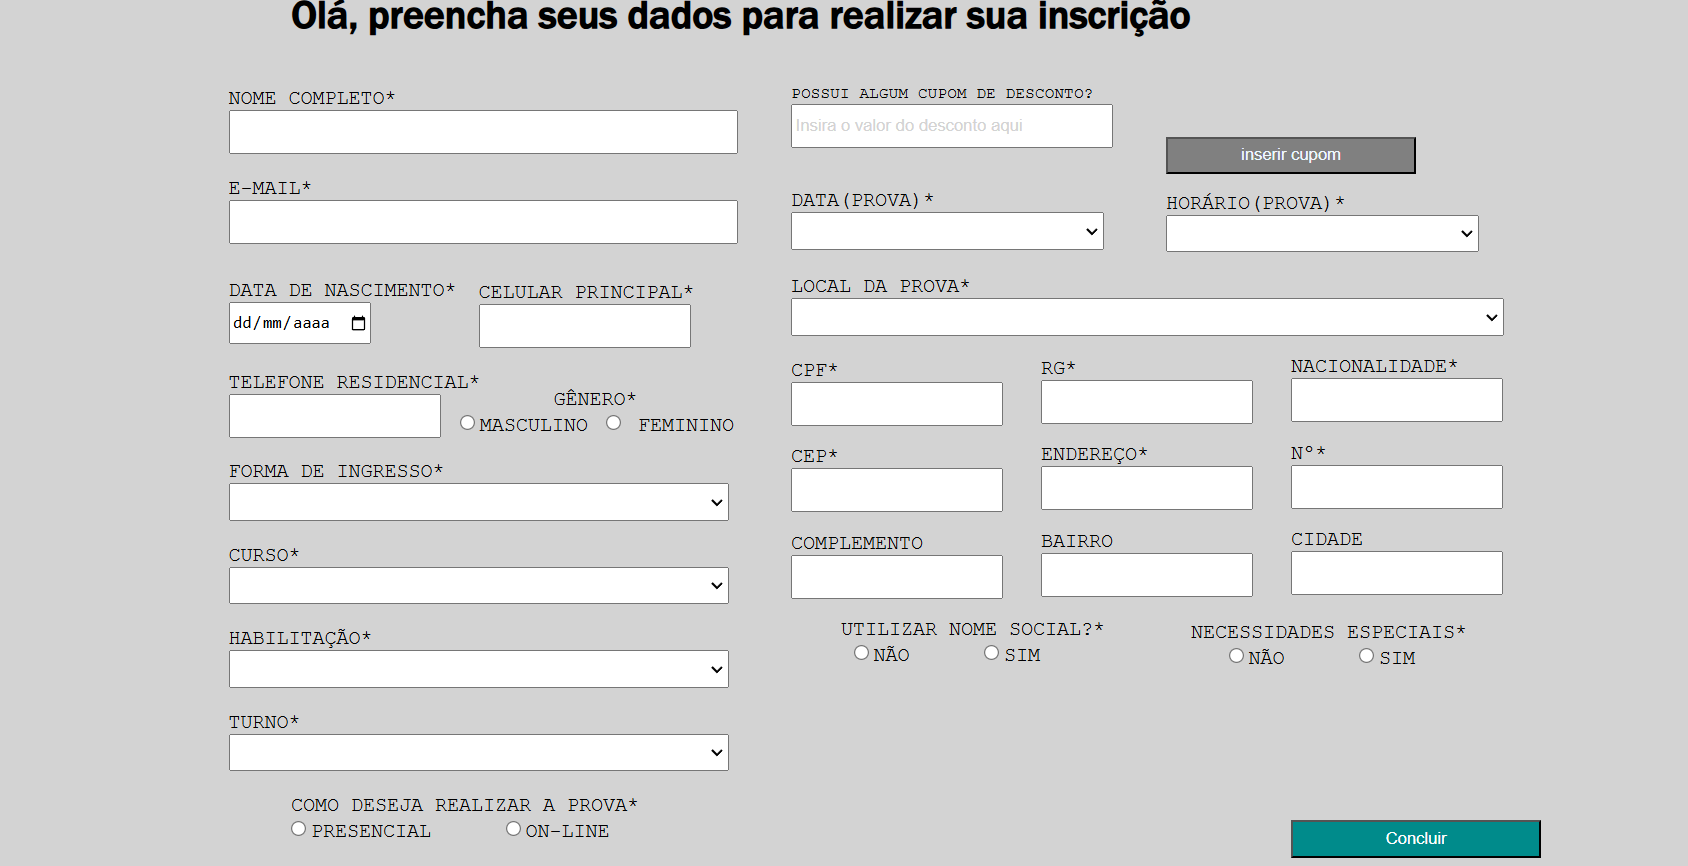 Olá, preencha seus dados para realizar sua inscrição
NOME COMPLETO*
E-MAIL*
DATA DE NASCIMENTO* CELULAR PRINCIPAL*
dd/mm/aaaa
TELEFONE RESIDENCIAL*
GÊNERO*
MASCULINO FEMININO
FORMA DE INGRESSO*
CURSO*
HABILITAÇÃO*
TURNO*
COMO DESEJA REALIZAR A PROVA*
PRESENCIAL ON-LINE
POSSUI ALGUM CUPOM DE DESCONTO?
Insira o valor do desconto aqui
inserir cupom
DATA(PROVA)* HORÁRIO(PROVA)*
LOCAL DA PROVA*
CPF* RG* NACIONALIDADE*
CEP* ENDEREÇO* Nº*
COMPLEMENTO BAIRRO CIDADE
UTILIZAR NOME SOCIAL?* NECESSIDADES ESPECIAIS*
NÃO SIM NÃO SIM
Concluir